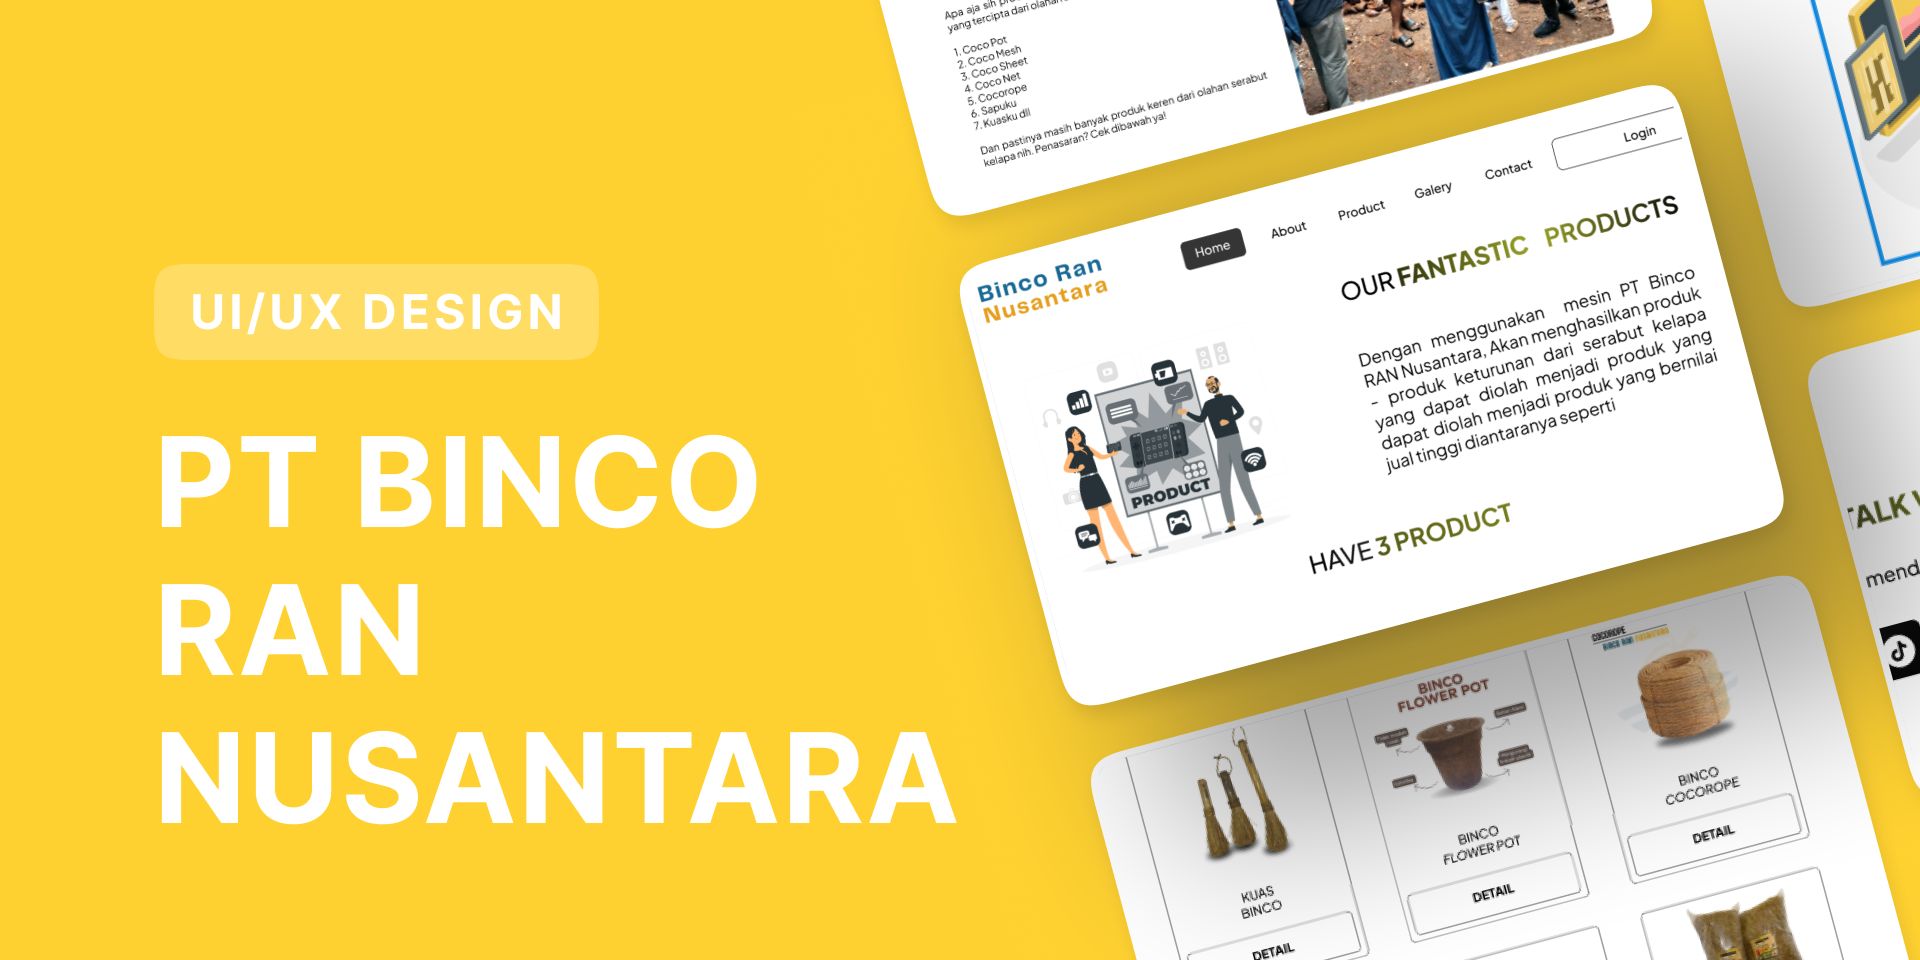 UI/UX DESIGN
PT BINCO
RAN
NUSANTARA
Apa aja sih
yang tercipta dari olahan
1. Coco Pot
2. Coco Mesh
3. Coco Sheet
4. Coco Net
5. Cocorope
6. Sapuku
7. Kuasku dll
Dan pastinya masih banyak produk keren dari olahan serabut
kelapa nih. Penasaran? Cek dibawah ya!
Binco Ran
Nusantara
Home
About
Product
Galery
Contact
Login
OUR FANTASTIC PRODUCTS
Dengan menggunakan mesin PT Binco
RAN Nusantara, Akan menghasilkan produk
- produk keturunan dari serabut kelapa
yang dapat diolah menjadi produk yang
dapat diolah menjadi produk yang bernilai
jual tinggi diantaranya seperti
PRODUCT
HAVE 3 PRODUCT
KUAS
BINCO
DETAIL
BINCO
FLOWER POT
BINCO
FLOWER POT
DETAIL
COCOROPE
BINCO RAN NUSANTARA
BINCO
COCOROPE
DETAIL
TALK
mend